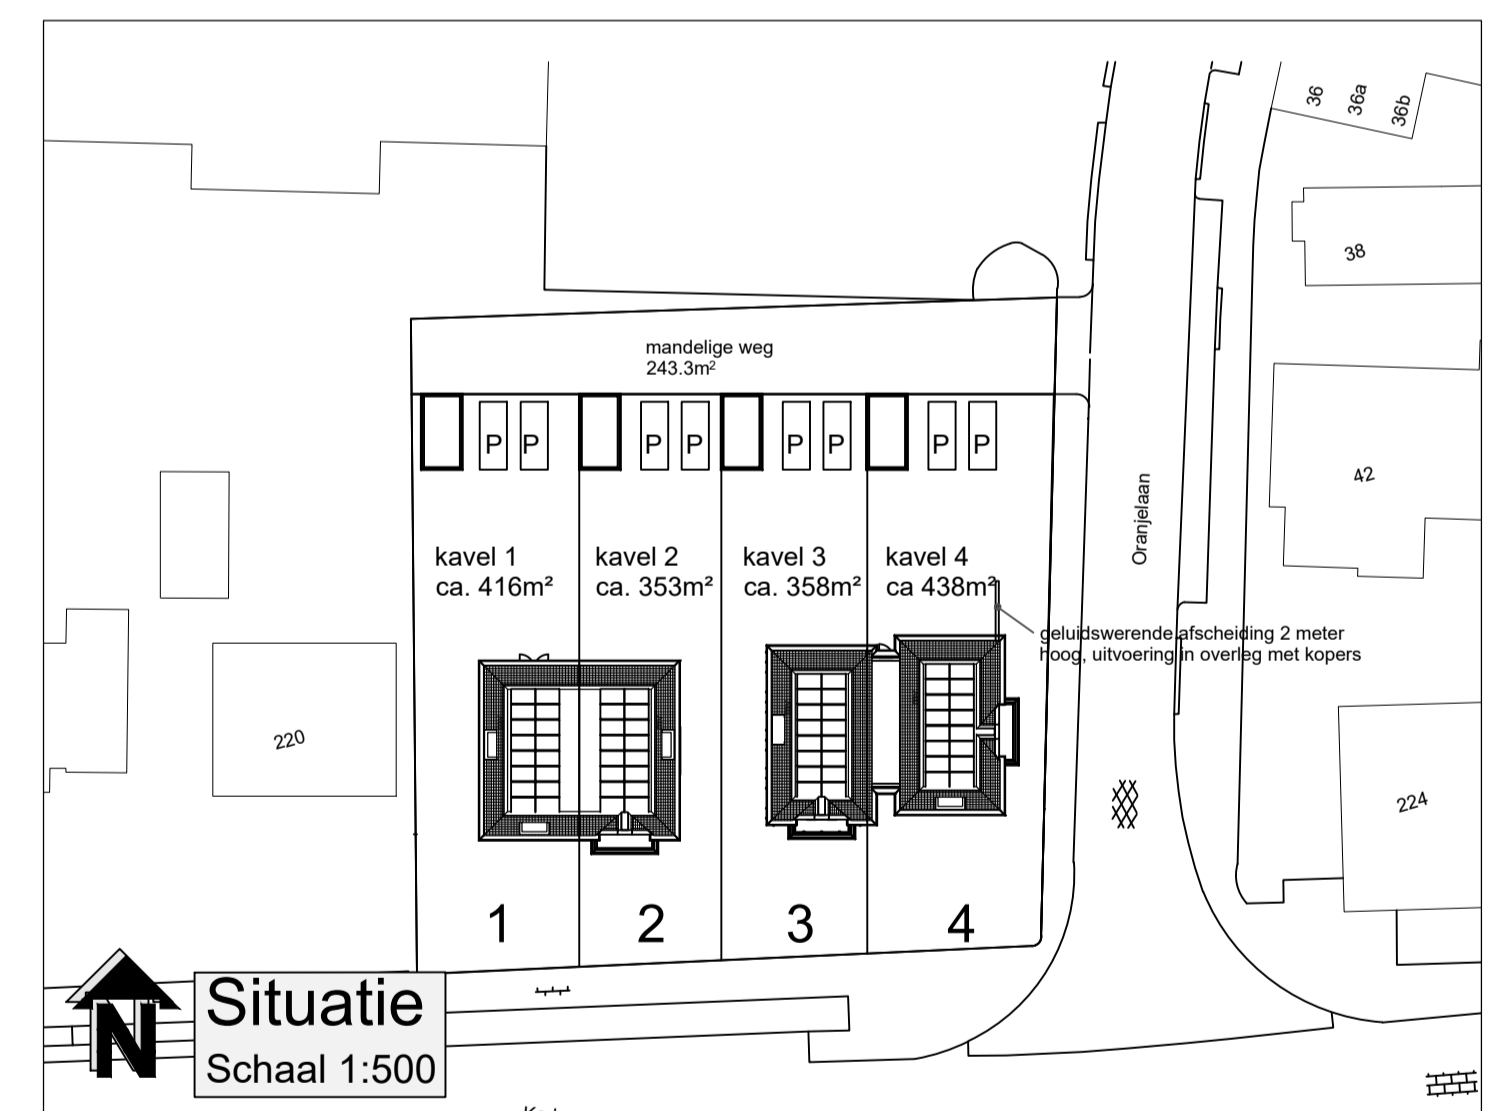 36
36a
36b
38
mandelige weg
243.3m²
P
P
P
P
P
P
P
P
42
Oranjelaan
kavel 1
ca. 416m²
kavel 2
ca. 353m²
kavel 3
ca. 358m²
kavel 4
ca 438m²
geluidswerende afscheiding 2 meter
hoog, uitvoering in overleg met kopers
220
224
1
2
3
4
N
Situatie
Schaal 1:500